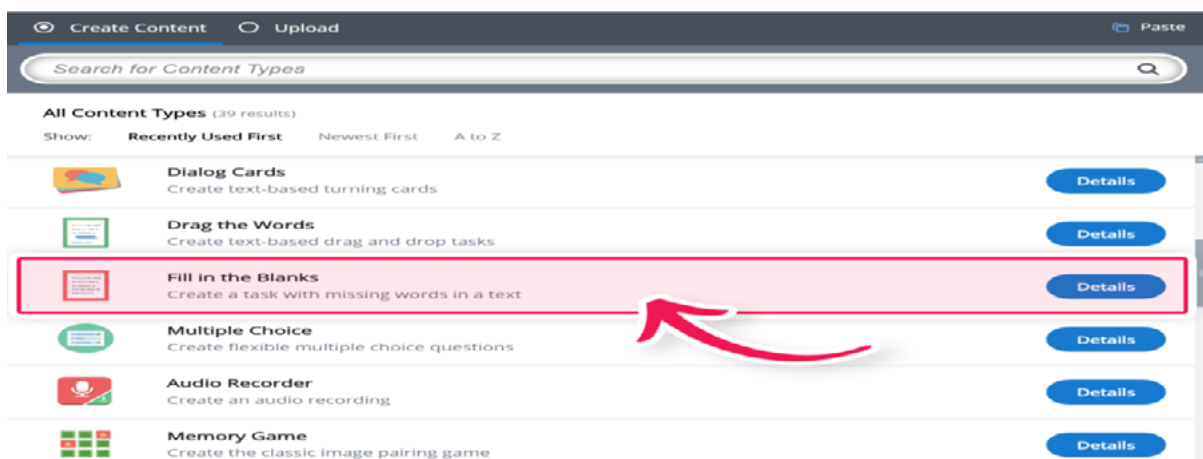 Create Content Upload Paste
Search for Content Types
All Content Types (39 results)
Show: Recently Used First Newest First A to Z
Dialog Cards
Create text-based turning cards
Details
Drag the Words
Create text-based drag and drop tasks
Details
Fill in the Blanks
Create a task with missing words in a text
Details
Multiple Choice
Create flexible multiple choice questions
Details
Audio Recorder
Create an audio recording
Details
Memory Game
Create the classic image pairing game
Details